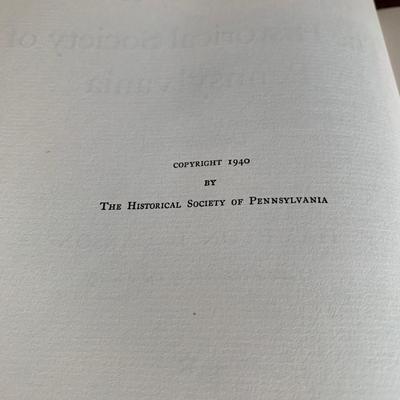 COPYRIGHT 1940
BY
THE HISTORICAL SOCIETY OF PENNSYLVANIA